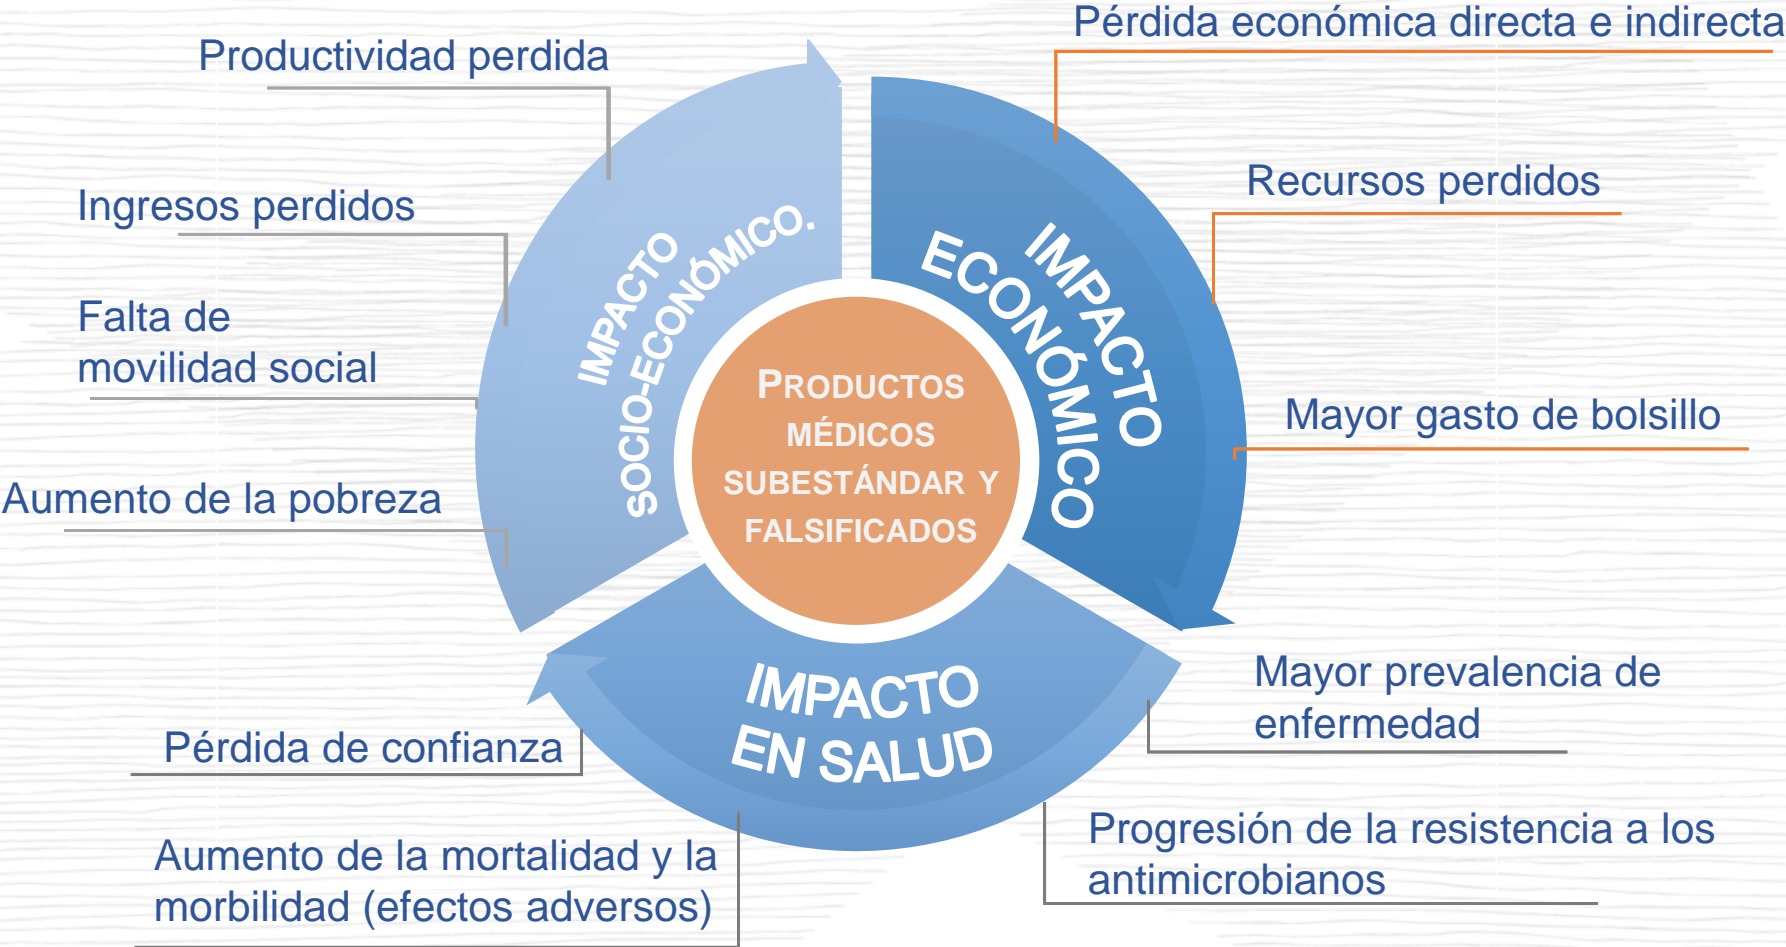 Pérdida económica directa e indirecta
Productividad perdida
Recursos perdidos
Ingresos perdidos
Falta de
movilidad social
Aumento de la pobreza
IMPACTO
SOCIO-ECONÓMICO.
IMPACTO
ECONÓMICO
PRODUCTOS
MÉDICOS
SUBESTÁNDAR Y
FALSIFICADOS
Mayor gasto de bolsillo
IMPACTO
EN SALUD
Mayor prevalencia de
enfermedad
Pérdida de confianza
Progresión de la resistencia a los
antimicrobianos
Aumento de la mortalidad y la
morbilidad (efectos adversos)